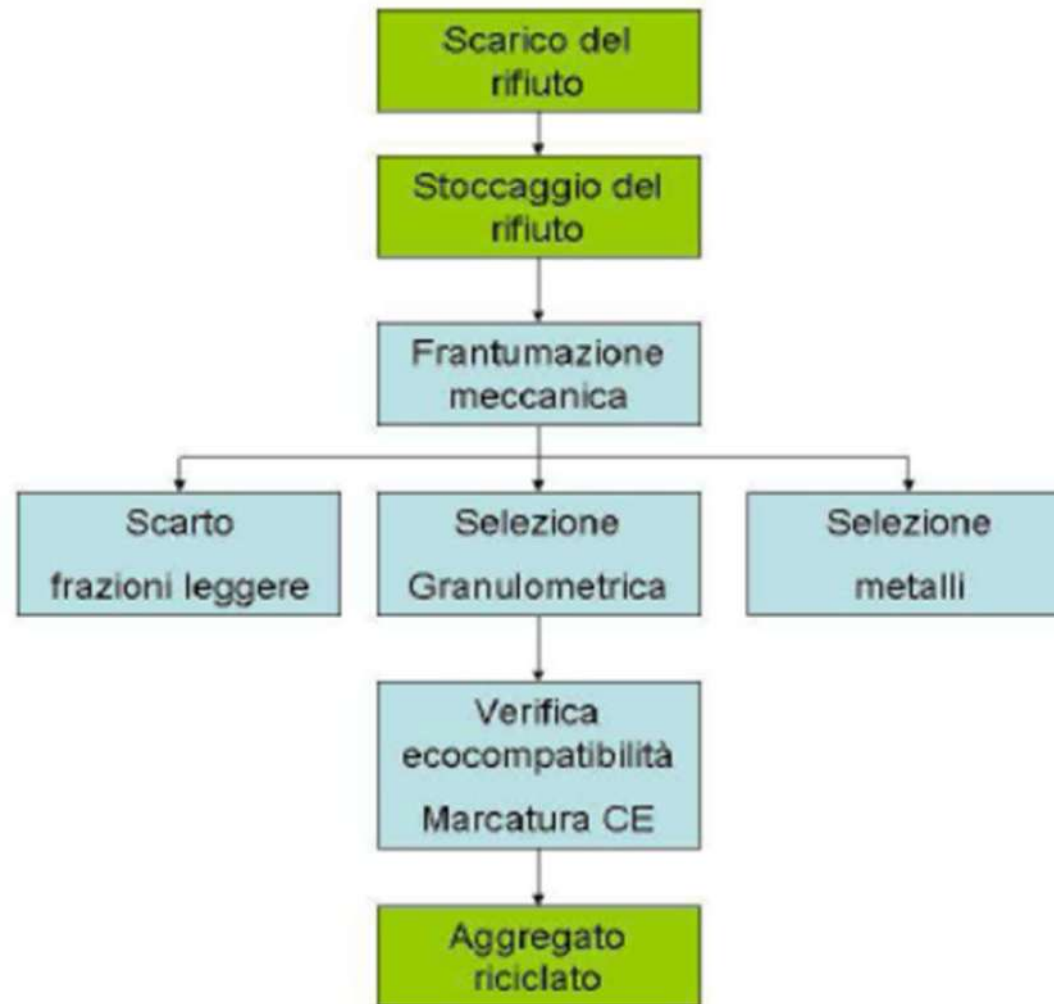 Scarico del
rifiuto
Stoccaggio del
rifiuto
Frantumazione
meccanica
Scarto
frazioni leggere
Selezione
Granulometrica
Selezione
metalli
Verifica
ecocompatibilità
Marcatura CE
Aggregato
riciclato